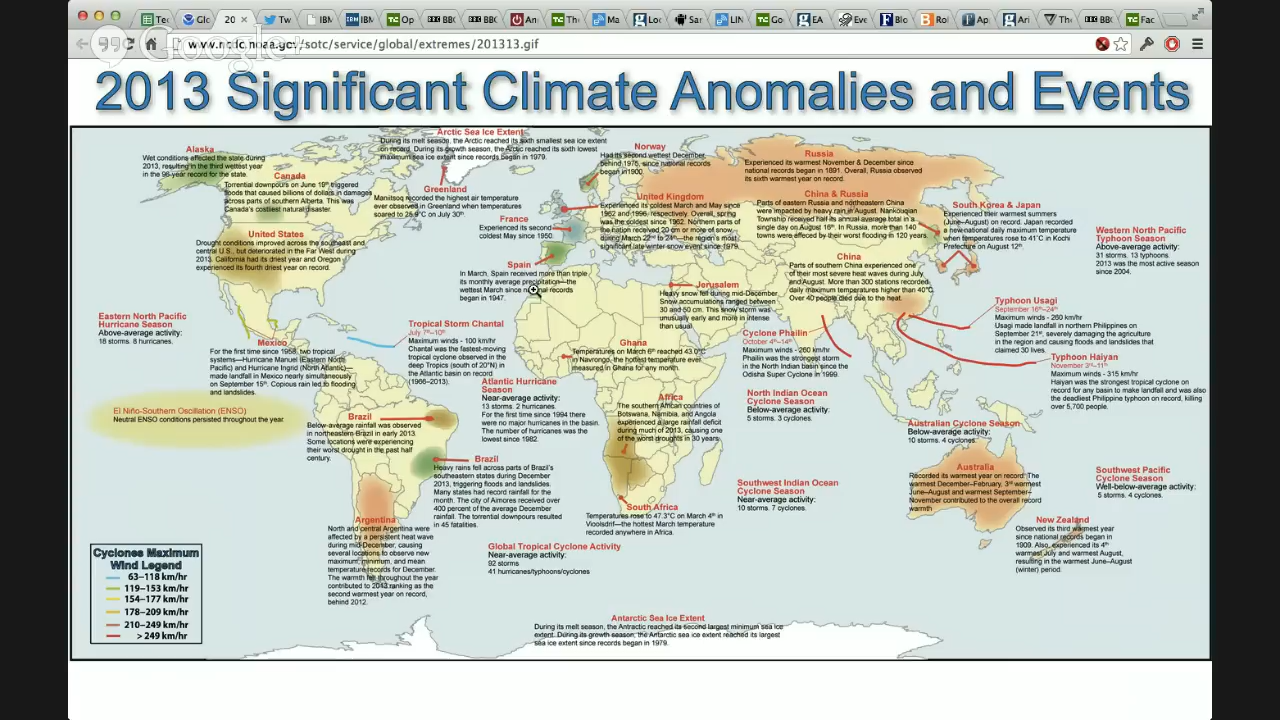 Tec
Glo
20
Tw
IBM
IBM
Op
BBC
BBC
An
Th
Ma
Loc
Sar
LIN
Go
EA
Eve
Blo
Ro
Ap
Ari
The
BBC
Fac
Google+
www.ncdc.noaa.gov/sotc/service/global/extremes/201313.gif
2013 Significant Climate Anomalies and Events
Arctic Sea Ice Extent
During its melt season, the Arctic reached its sixth smallest sea ice extent
on record. During its growth season, the Arctic reached its sixth lowest
maximum sea ice extent since records began in 1979.
Alaska
Wet conditions affected the state during
2013, resulting in the third wettest year
in the 96-year record for the state.
Canada
Torrential downpours on June 19th triggered
floods that caused billions of dollars in damages
across parts of southern Alberta. This was
Canada's costliest natural disaster.
Greenland
Maniitsoq recorded the highest air temperature
ever observed in Greenland when temperatures
soared to 25.9°C on July 30th.
Norway
Had its second wettest December,
behind 1975, since national records
began in 1900.
Russia
Experienced its warmest November & December since
national records began in 1891. Overall, Russia observed
its sixth warmest year on record.
United Kingdom
Experienced its coldest March and May since
1962 and 1996, respectively. Overall, spring
was the coldest since 1962. Northern parts of
the nation received 20 cm or more of snow
during March 22nd to 24th—the region's most
significant late winter snow event since 1979.
China & Russia
Parts of eastern Russia and northeastern China
were impacted by heavy rain in August. Nankouqian
Township received half its annual average total in a
single day on August 16th. In Russia, more than 140
towns were affected by their worst flooding in 120 years.
South Korea & Japan
Experienced their warmest summers
(June–August) on record. Japan recorded
a new national daily maximum temperature
when temperatures rose to 41°C in Kochi
Prefecture on August 12th.
France
Experienced its second
coldest May since 1950.
United States
Drought conditions improved across the southeast and
central U.S., but deteriorated in the Far West during
2013. California had its driest year and Oregon
experienced its fourth driest year on record.
Western North Pacific
Typhoon Season
Above-average activity:
31 storms. 13 typhoons.
2013 was the most active season
since 2004.
Spain
In March, Spain received more than triple
its monthly average precipitation—the
wettest March since national records
began in 1947.
Jerusalem
Heavy snow fell during mid-December.
Snow accumulations ranged between
30 and 50 cm. This snow storm was
unusually early and more in intense
than usual.
China
Parts of southern China experienced one
of their most severe heat waves during July
and August. More than 300 stations recorded
daily maximum temperatures higher than 40°C.
Over 40 people died due to the heat.
Eastern North Pacific
Hurricane Season
Above-average activity:
18 storms. 8 hurricanes.
Tropical Storm Chantal
July 7th–10th
Maximum winds - 100 km/hr
Chantal was the fastest-moving
tropical cyclone observed in the
deep Tropics (south of 20°N) in
the Atlantic basin on record
(1966–2013).
Typhoon Usagi
September 16th–24th
Maximum winds - 260 km/hr
Usagi made landfall in northern Philippines on
September 21st, severely damaging the agriculture
in the region and causing floods and landslides that
claimed 30 lives.
Mexico
For the first time since 1958, two tropical
systems—Hurricane Manuel (Eastern North
Pacific) and Hurricane Ingrid (North Atlantic)—
made landfall in Mexico nearly simultaneously
on September 15th. Copious rain led to flooding
and landslides.
Ghana
Temperatures on March 6th reached 43.0°C
in Navrongo, the hottest temperature ever
measured in Ghana for any month.
Cyclone Phailin
October 4th–14th
Maximum winds - 260 km/hr
Phailin was the strongest storm
in the North Indian basin since the
Odisha Super Cyclone in 1999.
Typhoon Haiyan
November 3rd–11th
Maximum winds - 315 km/hr
Haiyan was the strongest tropical cyclone on
record for any basin to make landfall and was also
the deadliest Philippine typhoon on record, killing
over 5,700 people.
Atlantic Hurricane
Season
Near-average activity:
13 storms. 2 hurricanes.
For the first time since 1994 there
were no major hurricanes in the basin.
The number of hurricanes was the
lowest since 1982.
Africa
The southern African countries of
Botswana, Namibia, and Angola
experienced a large rainfall deficit
during much of 2013, causing one
of the worst droughts in 30 years.
North Indian Ocean
Cyclone Season
Below-average activity:
5 storms. 3 cyclones.
El Niño-Southern Oscillation (ENSO)
Neutral ENSO conditions persisted throughout the year.
Brazil
Below-average rainfall was observed
in northeastern Brazil in early 2013.
Some locations were experiencing
their worst drought in the past half
century.
Australian Cyclone Season
Below-average activity:
10 storms. 4 cyclones.
Brazil
Heavy rains fell across parts of Brazil's
southeastern states during December
2013, triggering floods and landslides.
Many states had record rainfall for the
month. The city of Aimores received over
400 percent of the average December
rainfall. The torrential downpours resulted
in 45 fatalities.
Southwest Indian Ocean
Cyclone Season
Near-average activity:
10 storms. 7 cyclones.
Australia
Recorded its warmest year on record. The
warmest December–February, 3rd warmest
June–August and warmest September–
November contributed to the overall record
warmth
Southwest Pacific
Cyclone Season
Well-below-average activity:
5 storms. 4 cyclones.
South Africa
Temperatures rose to 47.3°C on March 4th in
Vioolsdrif—the hottest March temperature
recorded anywhere in Africa.
Argentina
North and central Argentina were
affected by a persistent heat wave
during mid-December, causing
several locations to observe new
maximum, minimum, and mean
temperature records for December.
The warmth felt throughout the year
contributed to 2013 ranking as the
second warmest year on record,
behind 2012.
New Zealand
Observed its third warmest year
since national records began in
1909. Also, experienced its 4th
warmest July and warmest August,
resulting in the warmest June–August
(winter) period.
Global Tropical Cyclone Activity
Near-average activity:
92 storms
41 hurricanes/typhoons/cyclones
Cyclones Maximum
Wind Legend
63–118 km/hr
119–153 km/hr
154–177 km/hr
178–209 km/hr
210–249 km/hr
> 249 km/hr
Antarctic Sea Ice Extent
During its melt season, the Antractic reached its second largest minimum sea ice
extent. During its growth season, the Antarctic sea ice extent reached its largest
sea ice extent since records began in 1979.